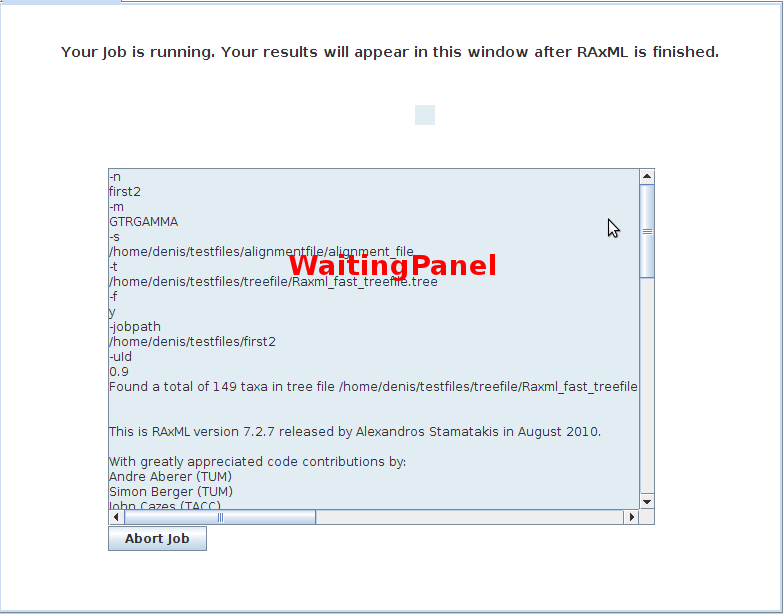 Your Job is running. Your results will appear in this window after RAxML is finished.
-n
first2
-m
GTRGAMMA
-s
/home/denis/testfiles/alignmentfile/alignment_file
WaitingPanel
-t
/home/denis/testfiles/treefile/Raxml_fast_treefile.tree
-f
y
-jobpath
/home/denis/testfiles/first2
-uId
0.9
Found a total of 149 taxa in tree file /home/denis/testfiles/treefile/Raxml_fast_treefile
This is RAxML version 7.2.7 released by Alexandros Stamatakis in August 2010.
With greatly appreciated code contributions by:
Andre Aberer (TUM)
Simon Berger (TUM)
John Cazes (TACC)
Abort Job